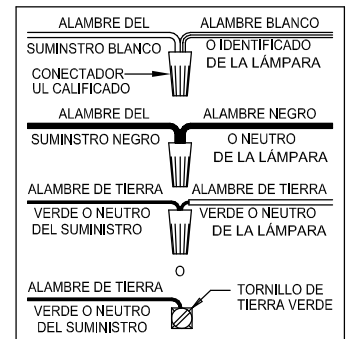 ALAMBRE DEL ALAMBRE BLANCO
SUMINSTRO BLANCO O IDENTIFICADO
DE LA LÁMPARA
CONECTADOR
UL CALIFICADO
ALAMBRE DEL ALAMBRE NEGRO
SUMINSTRO NEGRO O NEUTRO
DE LA LÁMPARA
ALAMBRE DE TIERRA ALAMBRE DE TIERRA
VERDE O NEUTRO VERDE O NEUTRO
DEL SUMINISTRO DE LA LÁMPARA
O
ALAMBRE DE TIERRA TORNILLO DE
VERDE O NEUTRO TIERRA VERDE
DEL SUMINISTRO